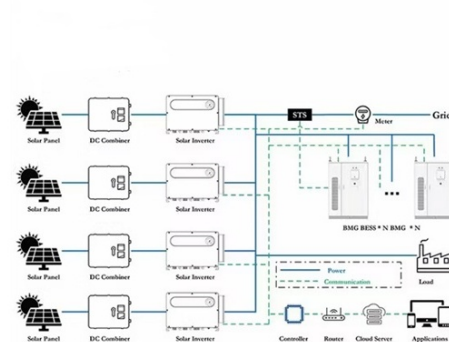 STS
Meter
Grid
Solar Panel DC Combiner Solar Inverter
Solar Panel DC Combiner Solar Inverter
BMG BESS * N BMG * N
Solar Panel DC Combiner Solar Inverter
Power
Communication
Load
Solar Panel DC Combiner Solar Inverter
Controller Router Cloud Server Applications